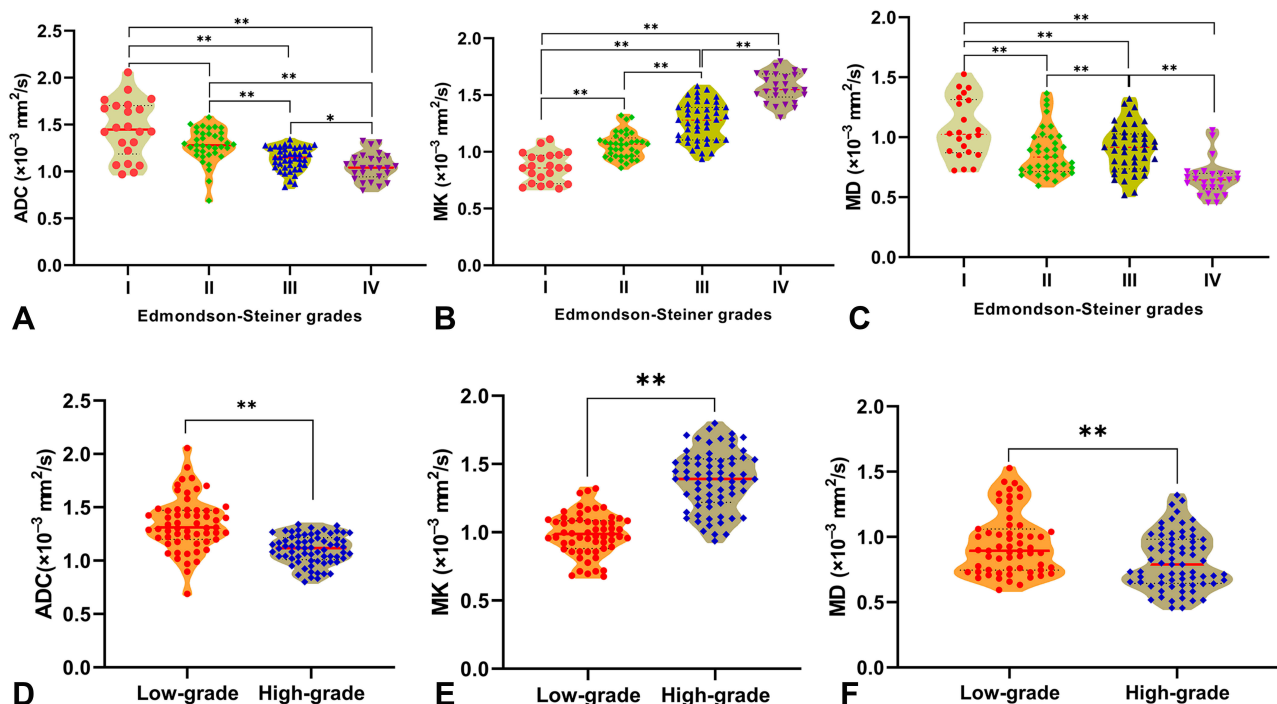 **
**
**
**
**
*
2.5
2.0
1.5
1.0
0.5
0.0
ADC (×10⁻³ mm²/s)
I II III IV
Edmondson-Steiner grades
A
**
**
**
**
**
2.0
1.5
1.0
0.5
0.0
MK (×10⁻³ mm²/s)
I II III IV
Edmondson-Steiner grades
B
**
**
**
**
**
**
2.0
1.5
1.0
0.5
0.0
MD (×10⁻³ mm²/s)
I II III IV
Edmondson-Steiner grades
C
**
2.5
2.0
1.5
1.0
0.5
0.0
ADC(×10⁻³ mm²/s)
Low-grade High-grade
D
**
2.0
1.5
1.0
0.5
0.0
MK (×10⁻³ mm²/s)
Low-grade High-grade
E
**
2.0
1.5
1.0
0.5
0.0
MD (×10⁻³ mm²/s)
Low-grade High-grade
F